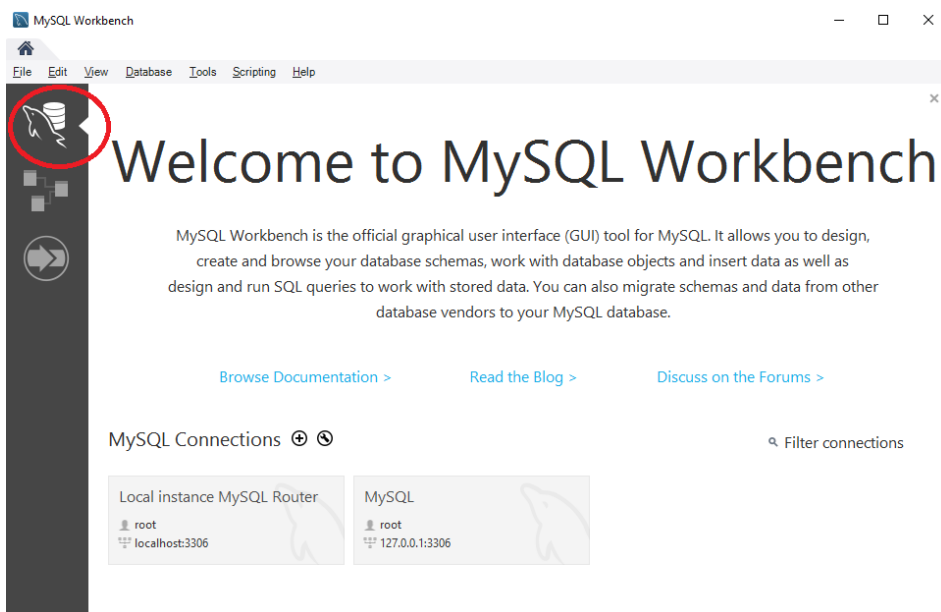 MySQL Workbench
File Edit View Database Tools Scripting Help
Welcome to MySQL Workbench
MySQL Workbench is the official graphical user interface (GUI) tool for MySQL. It allows you to design,
create and browse your database schemas, work with database objects and insert data as well as
design and run SQL queries to work with stored data. You can also migrate schemas and data from other
database vendors to your MySQL database.
Browse Documentation > Read the Blog > Discuss on the Forums >
MySQL Connections Filter connections
Local instance MySQL Router
root
localhost:3306
MySQL
root
127.0.0.1:3306